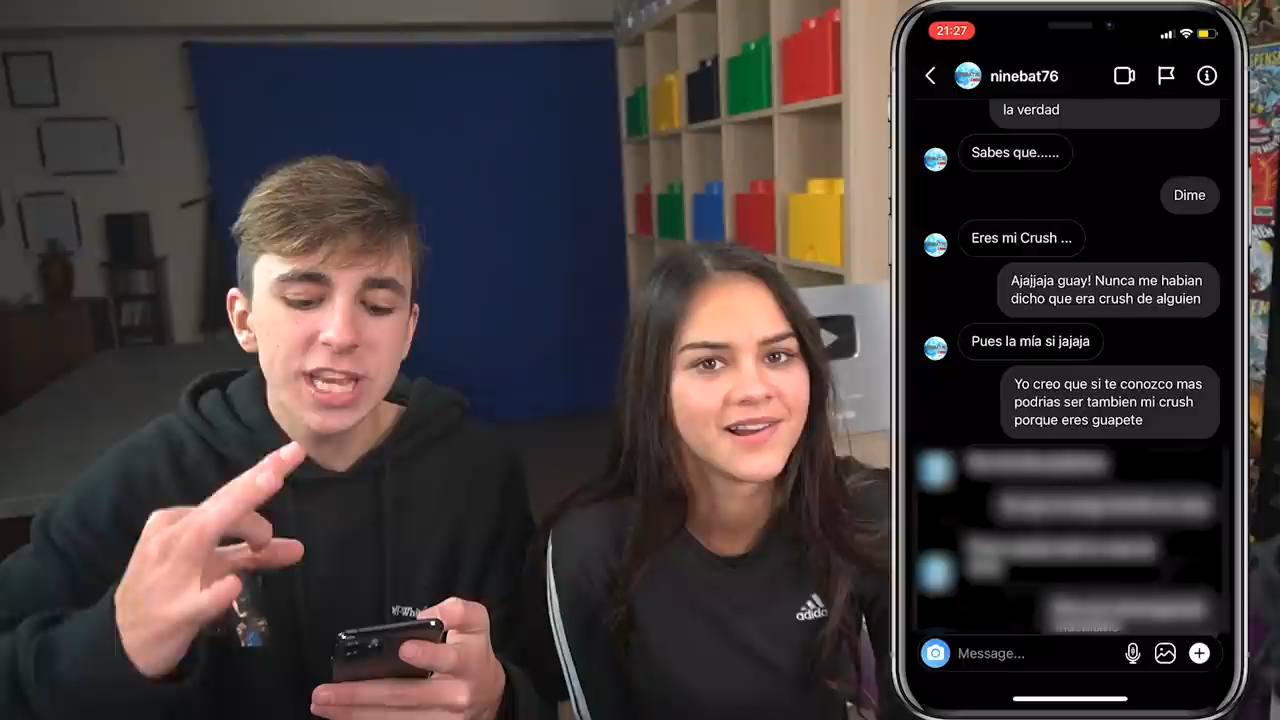 21:27
ninebat76
la verdad
Sabes que......
Dime
Eres mi Crush ...
Ajajjaja guay! Nunca me habian
dicho que era crush de alguien
Pues la mía si jajaja
Yo creo que si te conozco mas
podrias ser tambien mi crush
porque eres guapete
Message...
adidas